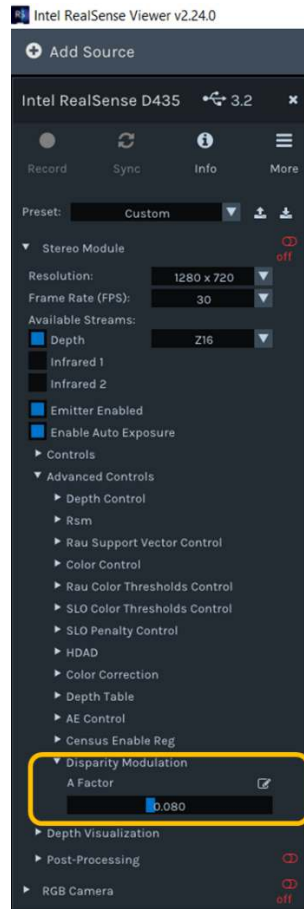 Intel RealSense Viewer v2.24.0
Add Source
Intel RealSense D435 3.2 ×
Record Sync Info More
Preset: Custom
Stereo Module off
Resolution: 1280 x 720
Frame Rate (FPS): 30
Available Streams:
Depth Z16
Infrared 1
Infrared 2
Emitter Enabled
Enable Auto Exposure
Controls
Advanced Controls
Depth Control
Rsm
Rau Support Vector Control
Color Control
Rau Color Thresholds Control
SLO Color Thresholds Control
SLO Penalty Control
HDAD
Color Correction
Depth Table
AE Control
Census Enable Reg
Disparity Modulation
A Factor
0.080
Depth Visualization
Post-Processing
RGB Camera off